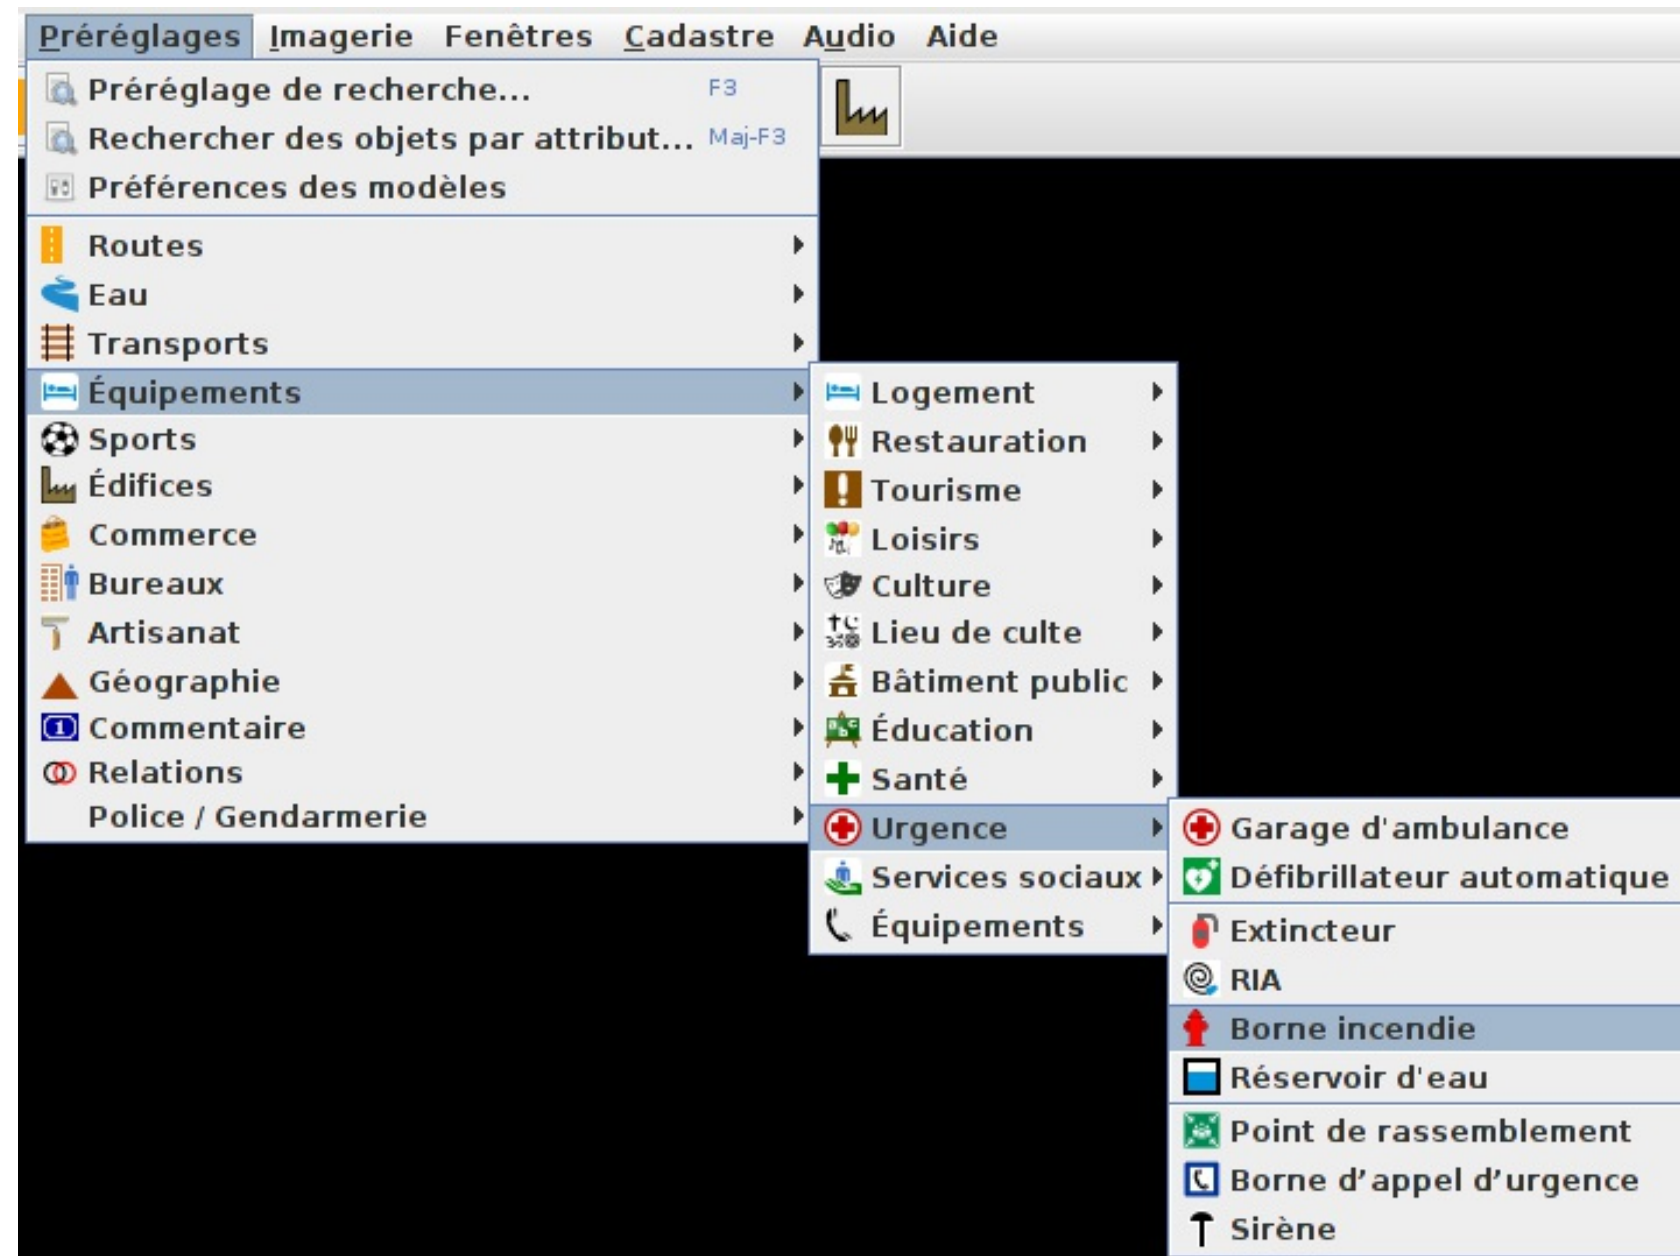 Préréglages Imagerie Fenêtres Cadastre Audio Aide
Préréglage de recherche... F3
Rechercher des objets par attribut... Maj-F3
Préférences des modèles
Routes
Eau
Transports
Équipements
Sports
Édifices
Commerce
Bureaux
Artisanat
Géographie
Commentaire
Relations
Police / Gendarmerie
Logement
Restauration
Tourisme
Loisirs
Culture
Lieu de culte
Bâtiment public
Éducation
Santé
Urgence
Services sociaux
Équipements
Garage d'ambulance
Défibrillateur automatique
Extincteur
RIA
Borne incendie
Réservoir d'eau
Point de rassemblement
Borne d’appel d’urgence
Sirène